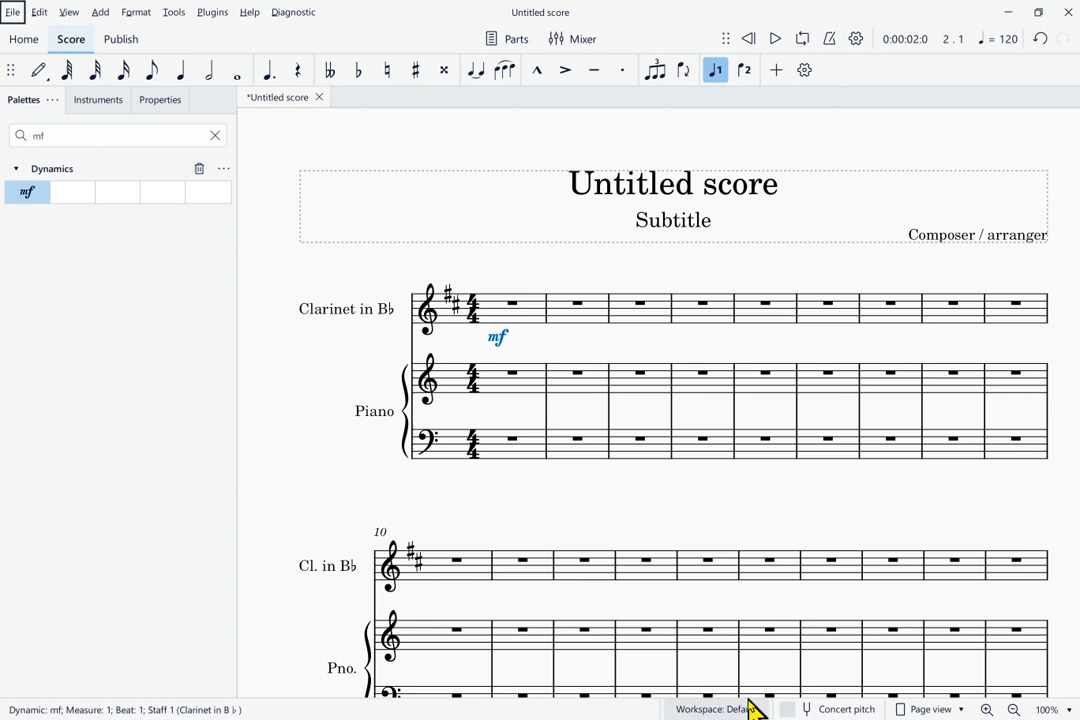 File Edit View Add Format Tools Plugins Help Diagnostic
Untitled score
Home Score Publish
Parts Mixer
0:00:02:0 2 . 1 = 120
3 1 2
Palettes Instruments Properties
*Untitled score
mf
Dynamics
mf
Untitled score
Subtitle
Composer / arranger
Clarinet in B♭
mf
Piano
10
Cl. in B♭
Pno.
Dynamic: mf; Measure: 1; Beat: 1; Staff 1 (Clarinet in B♭)
Workspace: Concert pitch Page view 100%